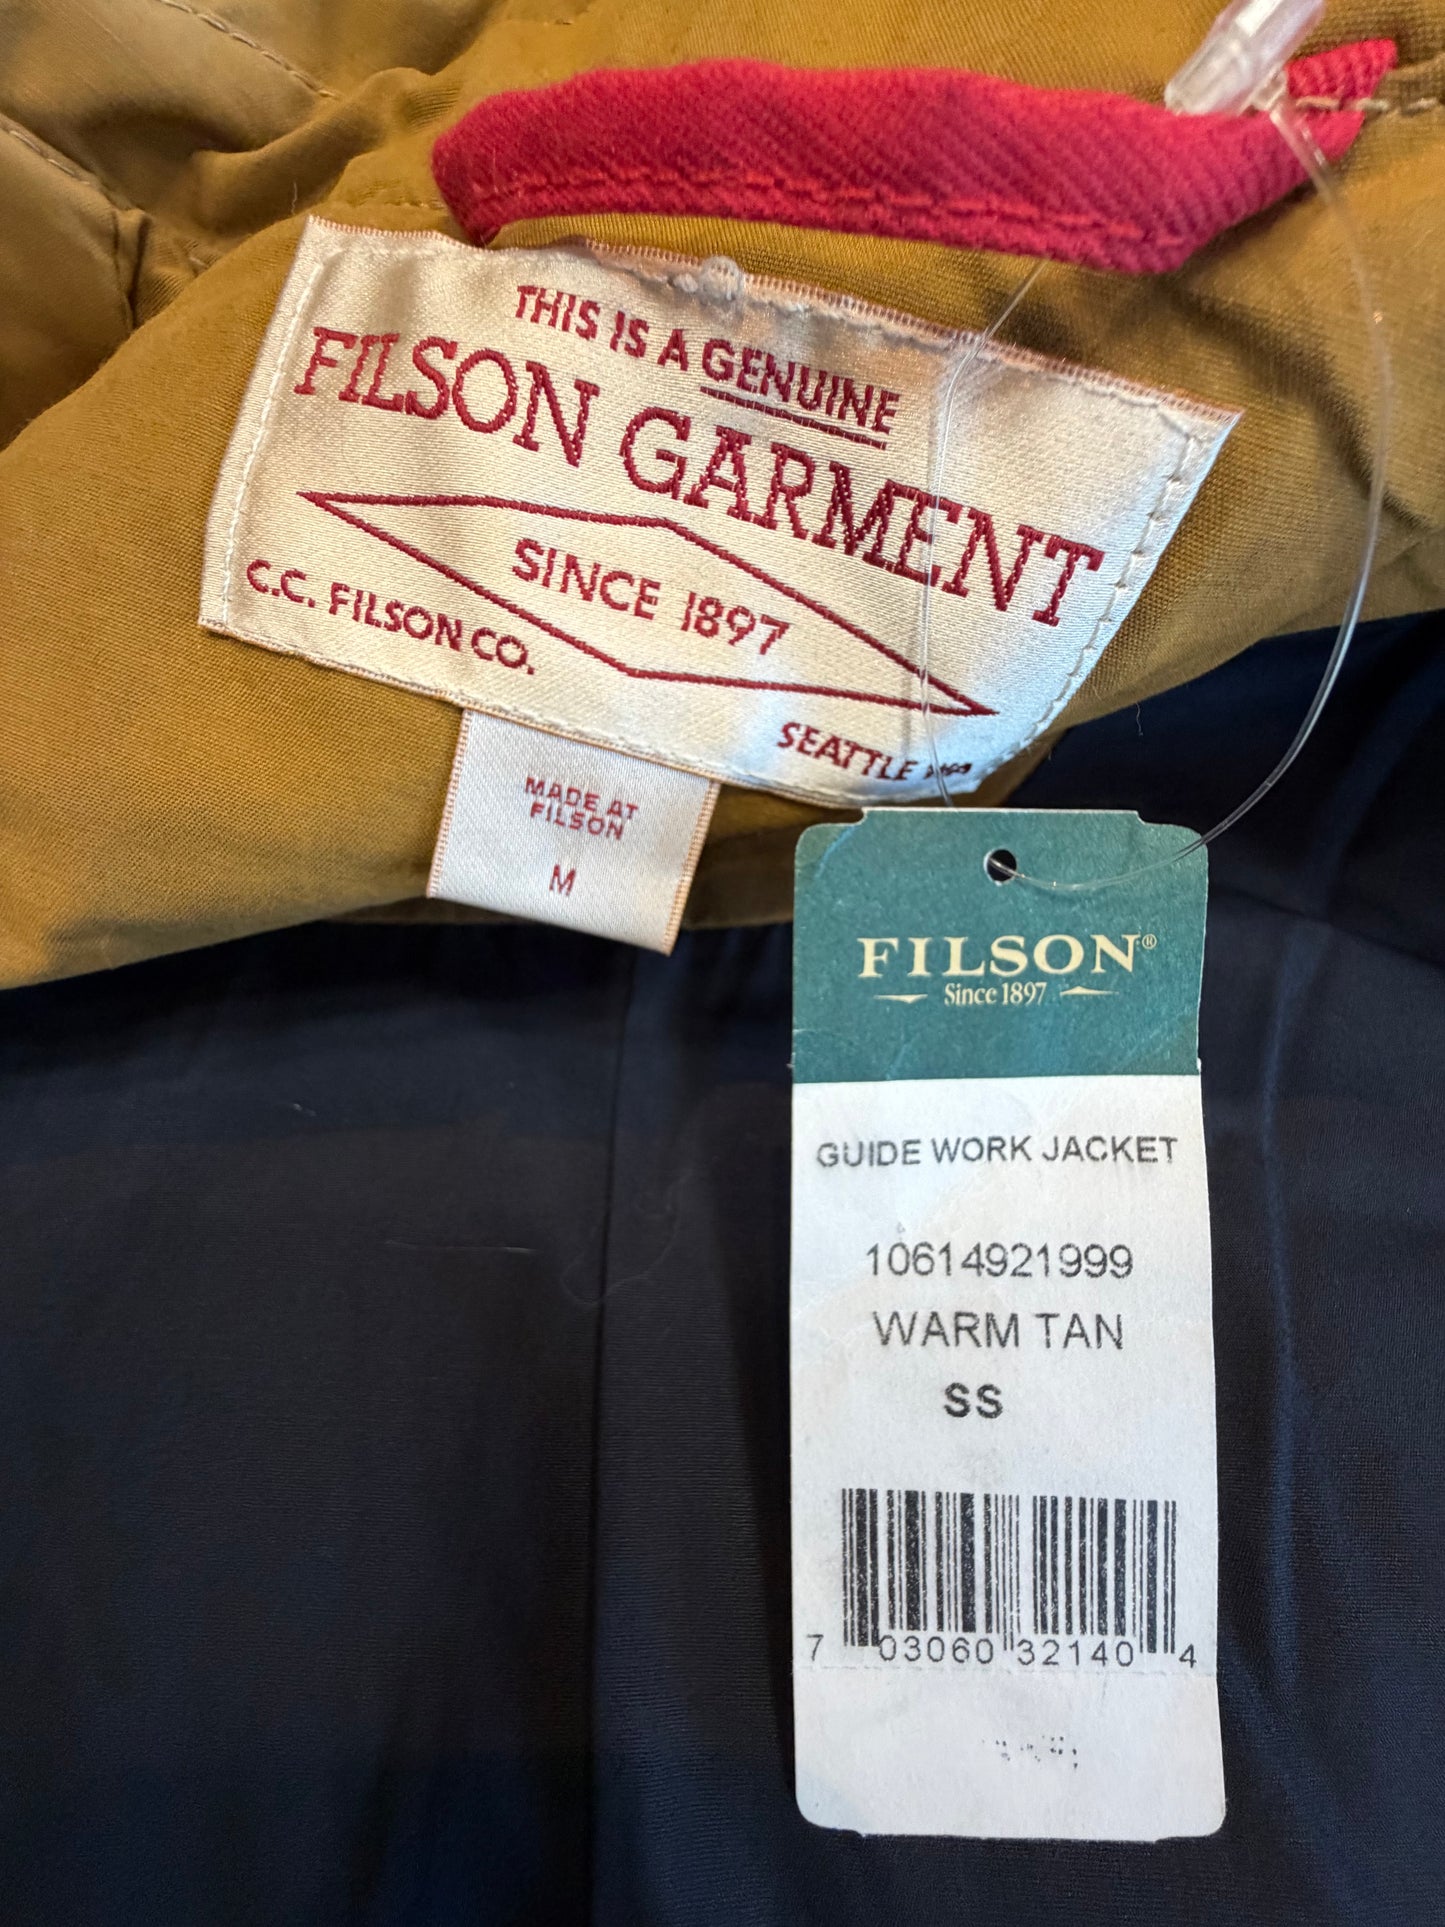 THIS IS A GENUINE
FILSON GARMENT
SINCE 1897
C.C. FILSON CO.
SEATTLE USA
MADE AT
FILSON
M
FILSON®
Since 1897
GUIDE WORK JACKET
10614921999
WARM TAN
SS
7 03060 32140 4